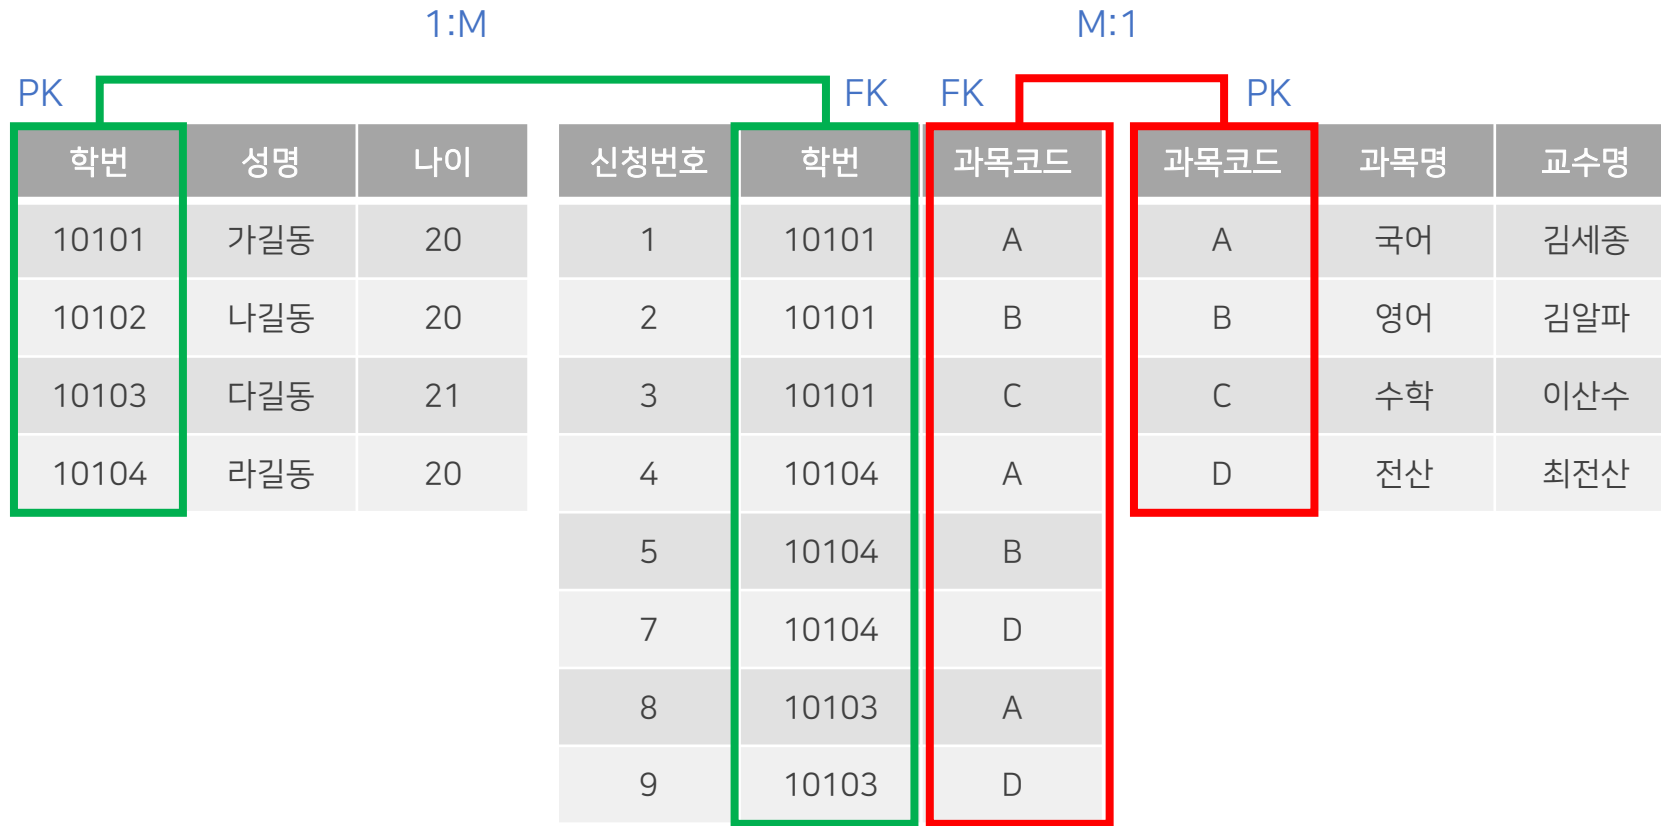 1:M M:1
PK FK FK PK
학번 성명 나이 신청번호 학번 과목코드 과목코드 과목명 교수명
10101 가길동 20 1 10101 A A 국어 김세종
10102 나길동 20 2 10101 B B 영어 김알파
10103 다길동 21 3 10101 C C 수학 이산수
10104 라길동 20 4 10104 A D 전산 최전산
5 10104 B
7 10104 D
8 10103 A
9 10103 D